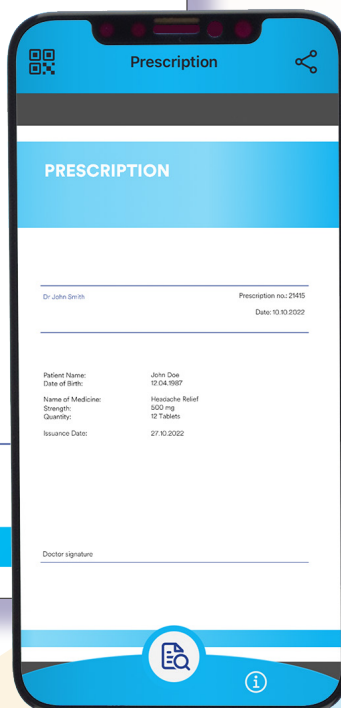 Prescription
PRESCRIPTION
Dr John Smith
Prescription no.: 21415
Date: 10.10.2022
Patient Name: John Doe
Date of Birth: 12.04.1987
Name of Medicine: Headache Relief
Strength: 500 mg
Quantity: 12 Tablets
Issuance Date: 27.10.2022
Doctor signature